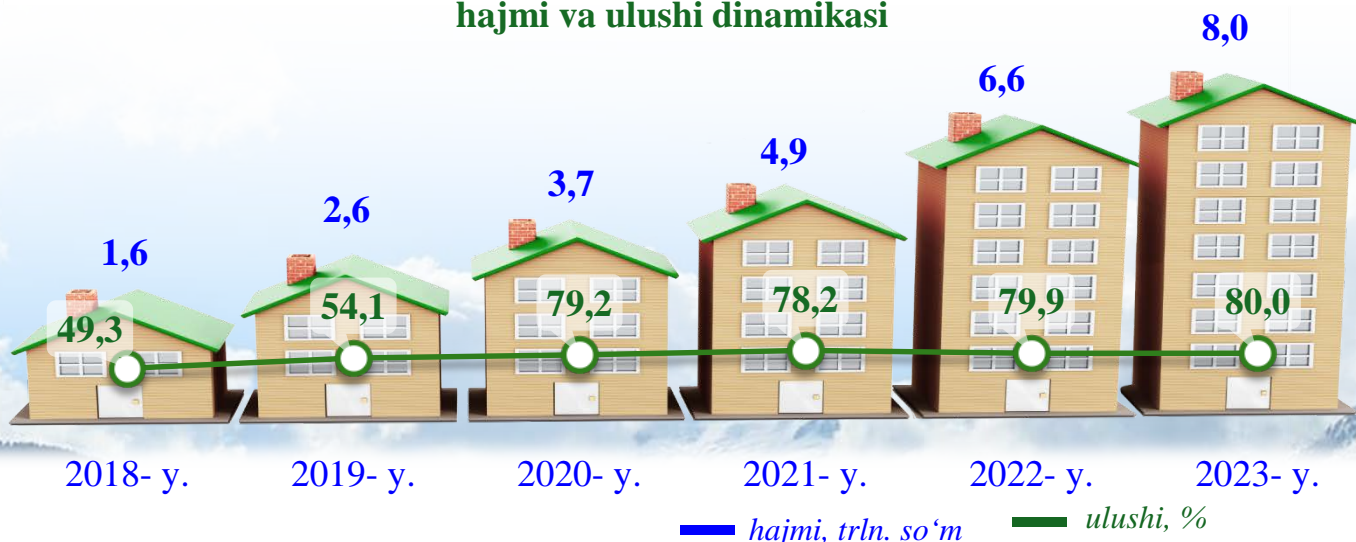 hajmi va ulushi dinamikasi
8,0
6,6
4,9
3,7
2,6
1,6
49,3
54,1
79,2
78,2
79,9
80,0
2018- y.
2019- y.
2020- y.
2021- y.
2022- y.
2023- y.
hajmi, trln. so‘m
ulushi, %